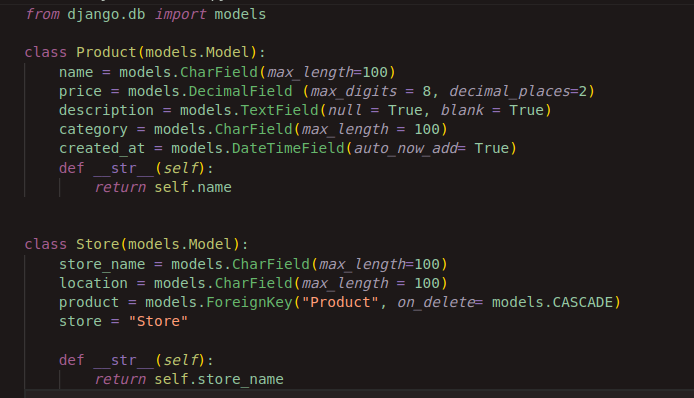 from django.db import models
class Product(models.Model):
name = models.CharField(max_length=100)
price = models.DecimalField (max_digits = 8, decimal_places=2)
description = models.TextField(null = True, blank = True)
category = models.CharField(max_length = 100)
created_at = models.DateTimeField(auto_now_add= True)
def __str__(self):
return self.name
class Store(models.Model):
store_name = models.CharField(max_length=100)
location = models.CharField(max_length = 100)
product = models.ForeignKey("Product", on_delete= models.CASCADE)
store = "Store"
def __str__(self):
return self.store_name